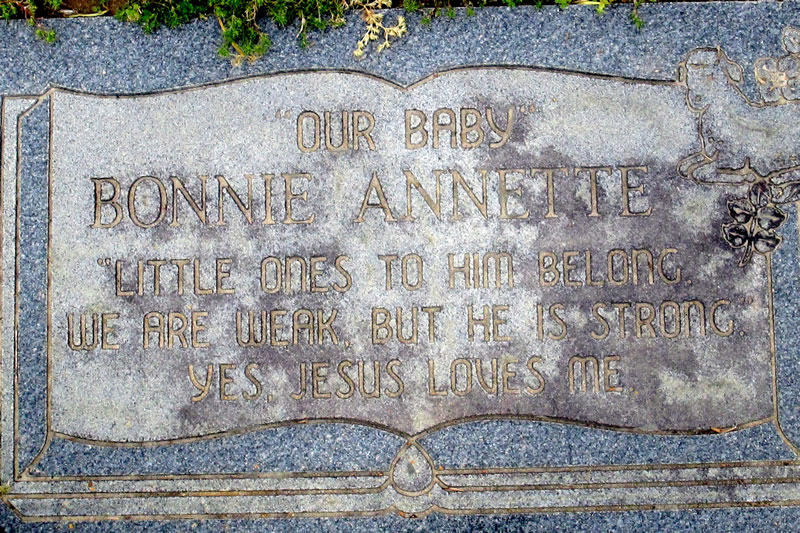 "OUR BABY"
BONNIE ANNETTE
"LITTLE ONES TO HIM BELONG.
WE ARE WEAK, BUT HE IS STRONG."
YES, JESUS LOVES ME.